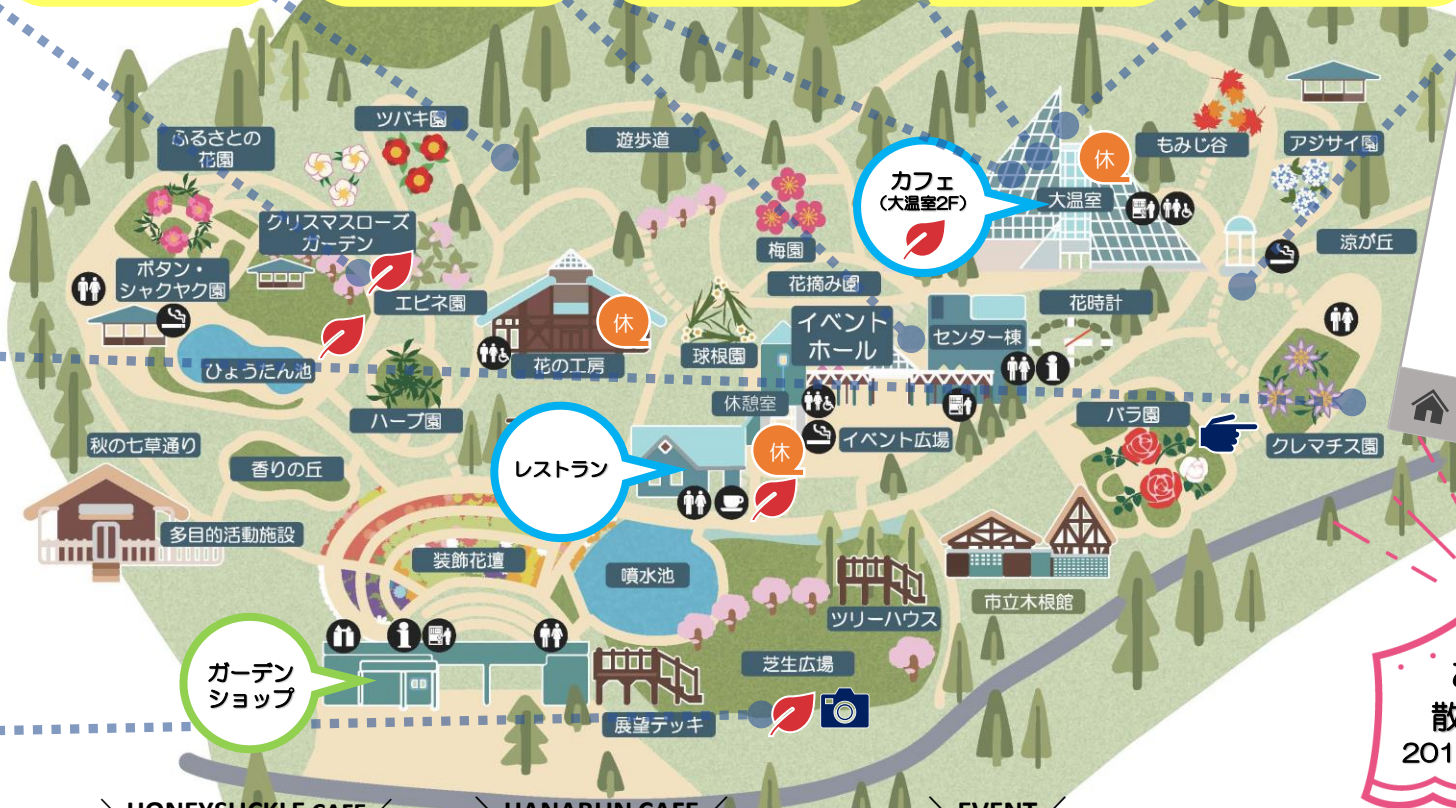 ツバキ園
ふるさとの
花園
遊歩道
もみじ谷
アジサイ園
休
カフェ
（大温室2F）
大温室
クリスマスローズ
ガーデン
梅園
涼が丘
ボタン・
シャクヤク園
エビネ園
花摘み園
花時計
イベント
ホール
センター棟
休
花の工房
球根園
ひょうたん池
ハーブ園
休憩室
バラ園
イベント広場
クレマチス園
秋の七草通り
香りの丘
レストラン
休
多目的活動施設
装飾花壇
噴水池
市立木根館
ツリーハウス
ガーデン
ショップ
芝生広場
展望デッキ
散
201
＼ HONEYSUCKLE CAFE ／
＼ HANARUN CAFE ／
＼ EVENT ／